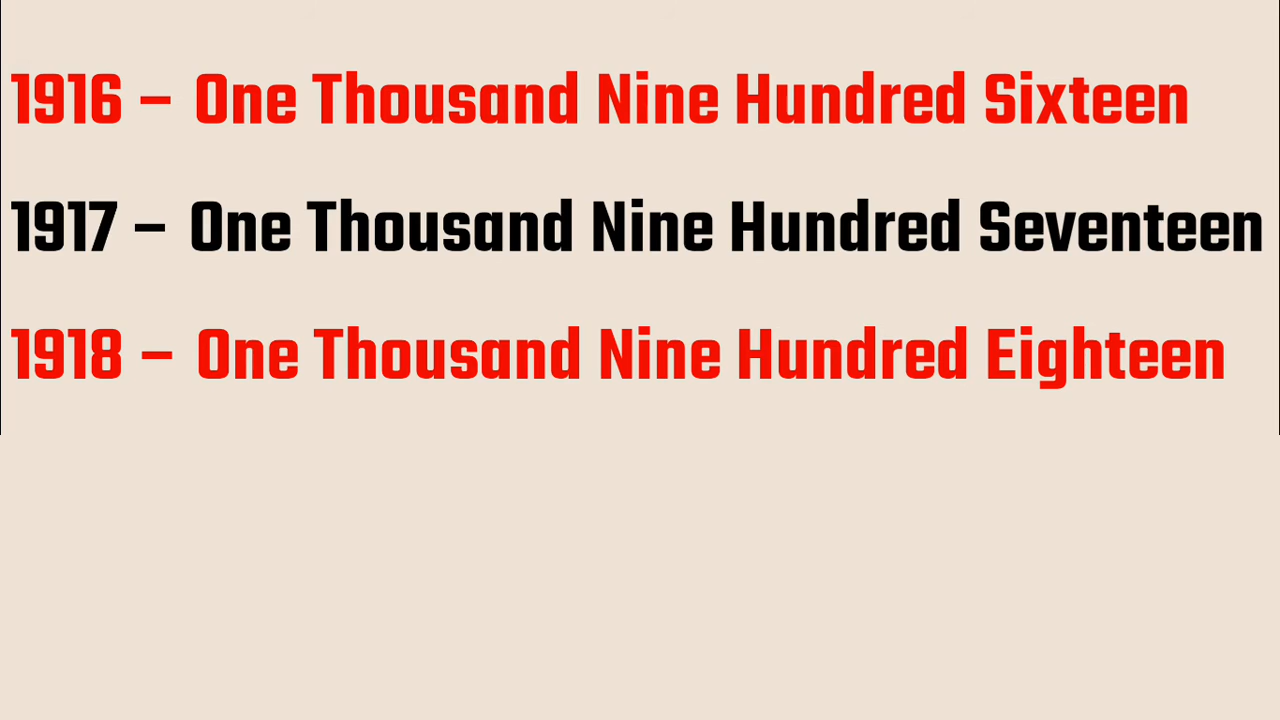 1916 – One Thousand Nine Hundred Sixteen
1917 – One Thousand Nine Hundred Seventeen
1918 – One Thousand Nine Hundred Eighteen